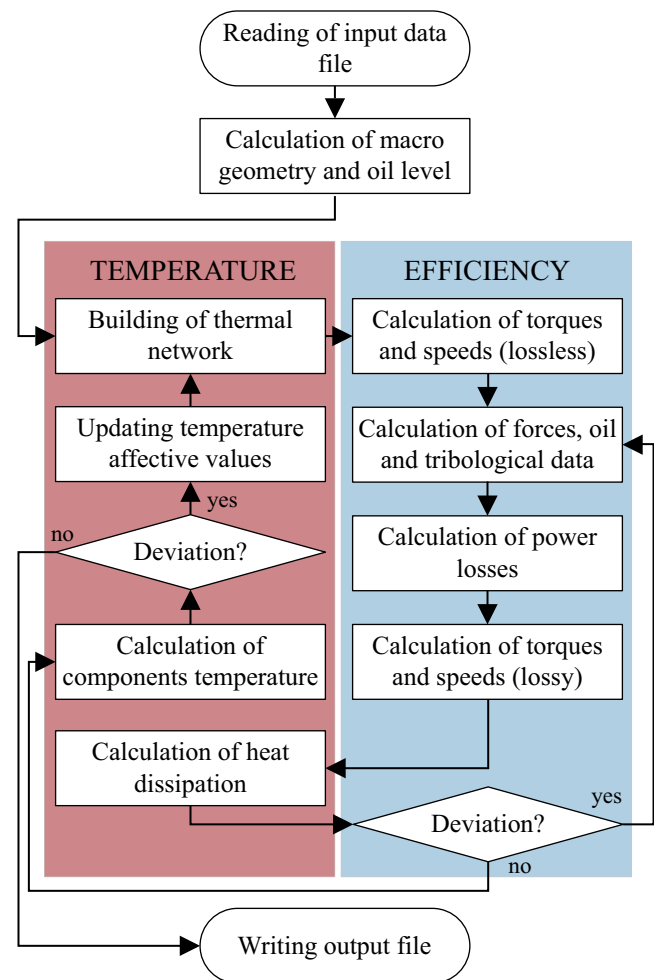 Reading of input data
file
Calculation of macro
geometry and oil level
TEMPERATURE
EFFICIENCY
Building of thermal
network
Calculation of torques
and speeds (lossless)
Updating temperature
affective values
Calculation of forces, oil
and tribological data
yes
no
Deviation?
Calculation of power
losses
Calculation of
components temperature
Calculation of torques
and speeds (lossy)
Calculation of heat
dissipation
Deviation?
yes
no
Writing output file